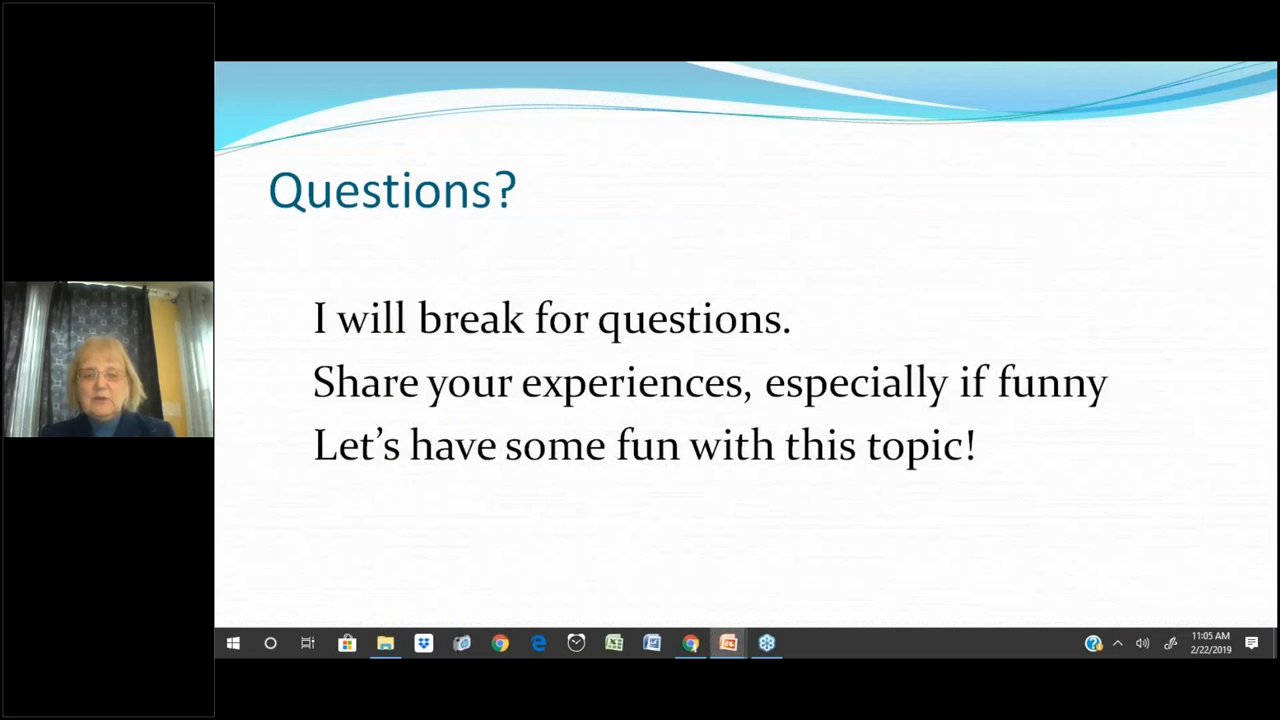 Questions?
I will break for questions.
Share your experiences, especially if funny
Let's have some fun with this topic!
11:05 AM
2/22/2019